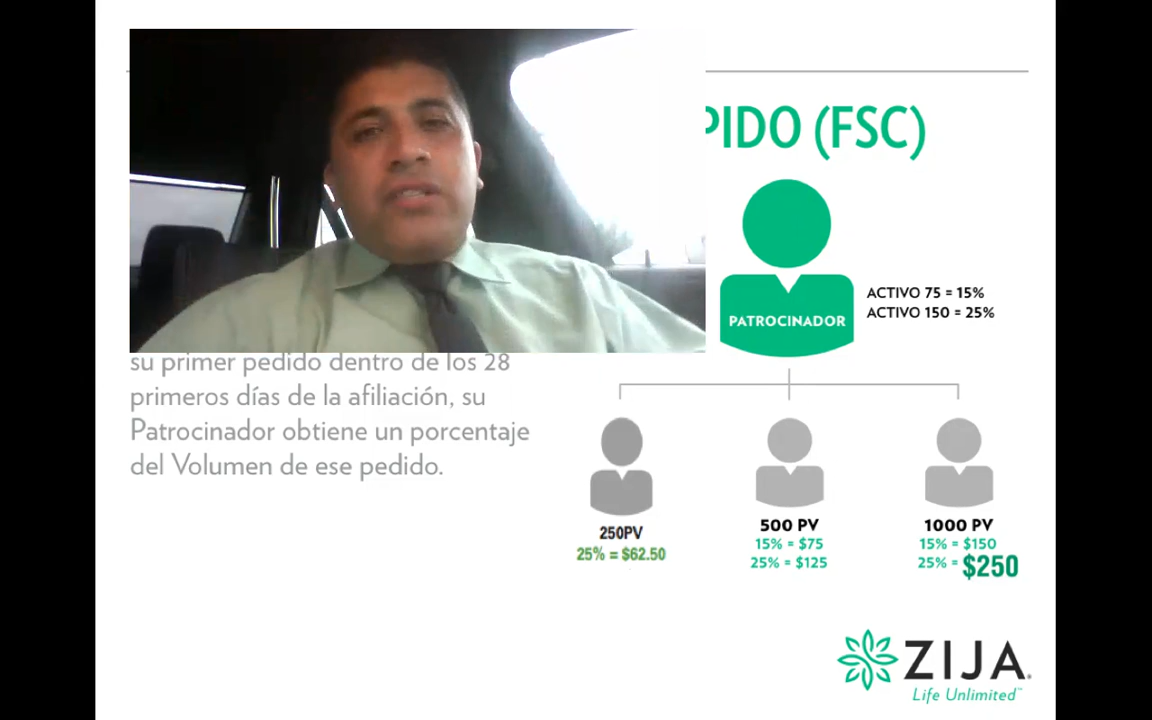 PIDO (FSC)
ACTIVO 75 = 15%
ACTIVO 150 = 25%
PATROCINADOR
su primer pedido dentro de los 28
primeros días de la afiliación, su
Patrocinador obtiene un porcentaje
del Volumen de ese pedido.
250PV
25% = $62.50
500 PV
15% = $75
25% = $125
1000 PV
15% = $150
25% = $250
ZIJA
Life Unlimited™